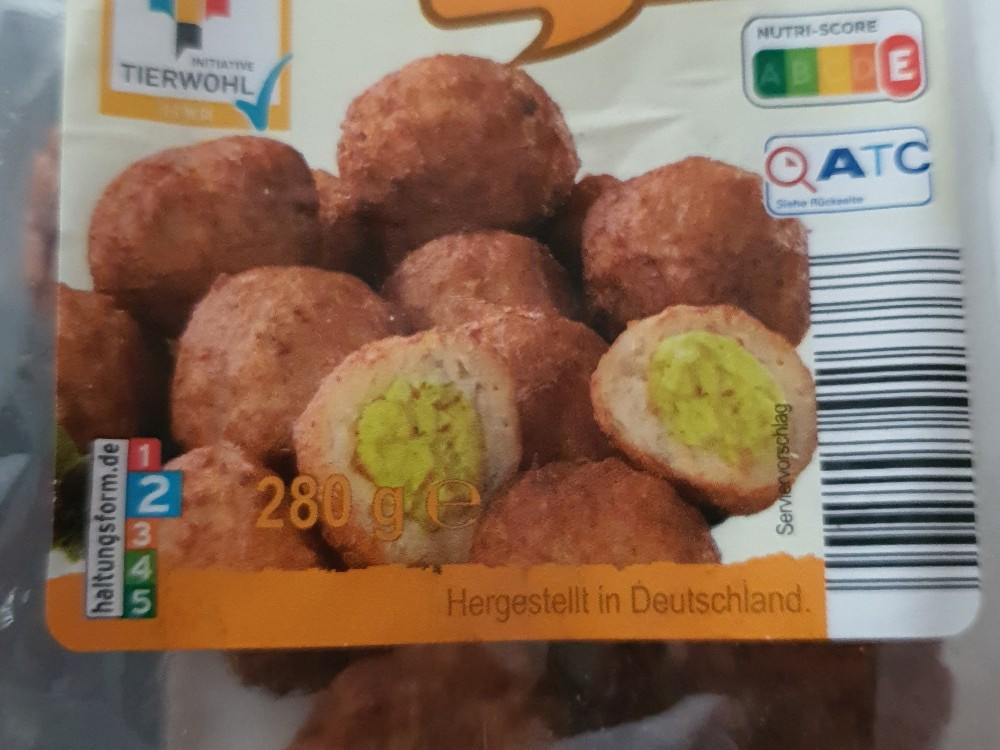 INITIATIVE
TIERWOHL
NUTRI-SCORE
A B C D E
ATC
Siehe Rückseite
haltungsform.de
1
2
3
4
5
280 g e
Serviervorschlag
Hergestellt in Deutschland.